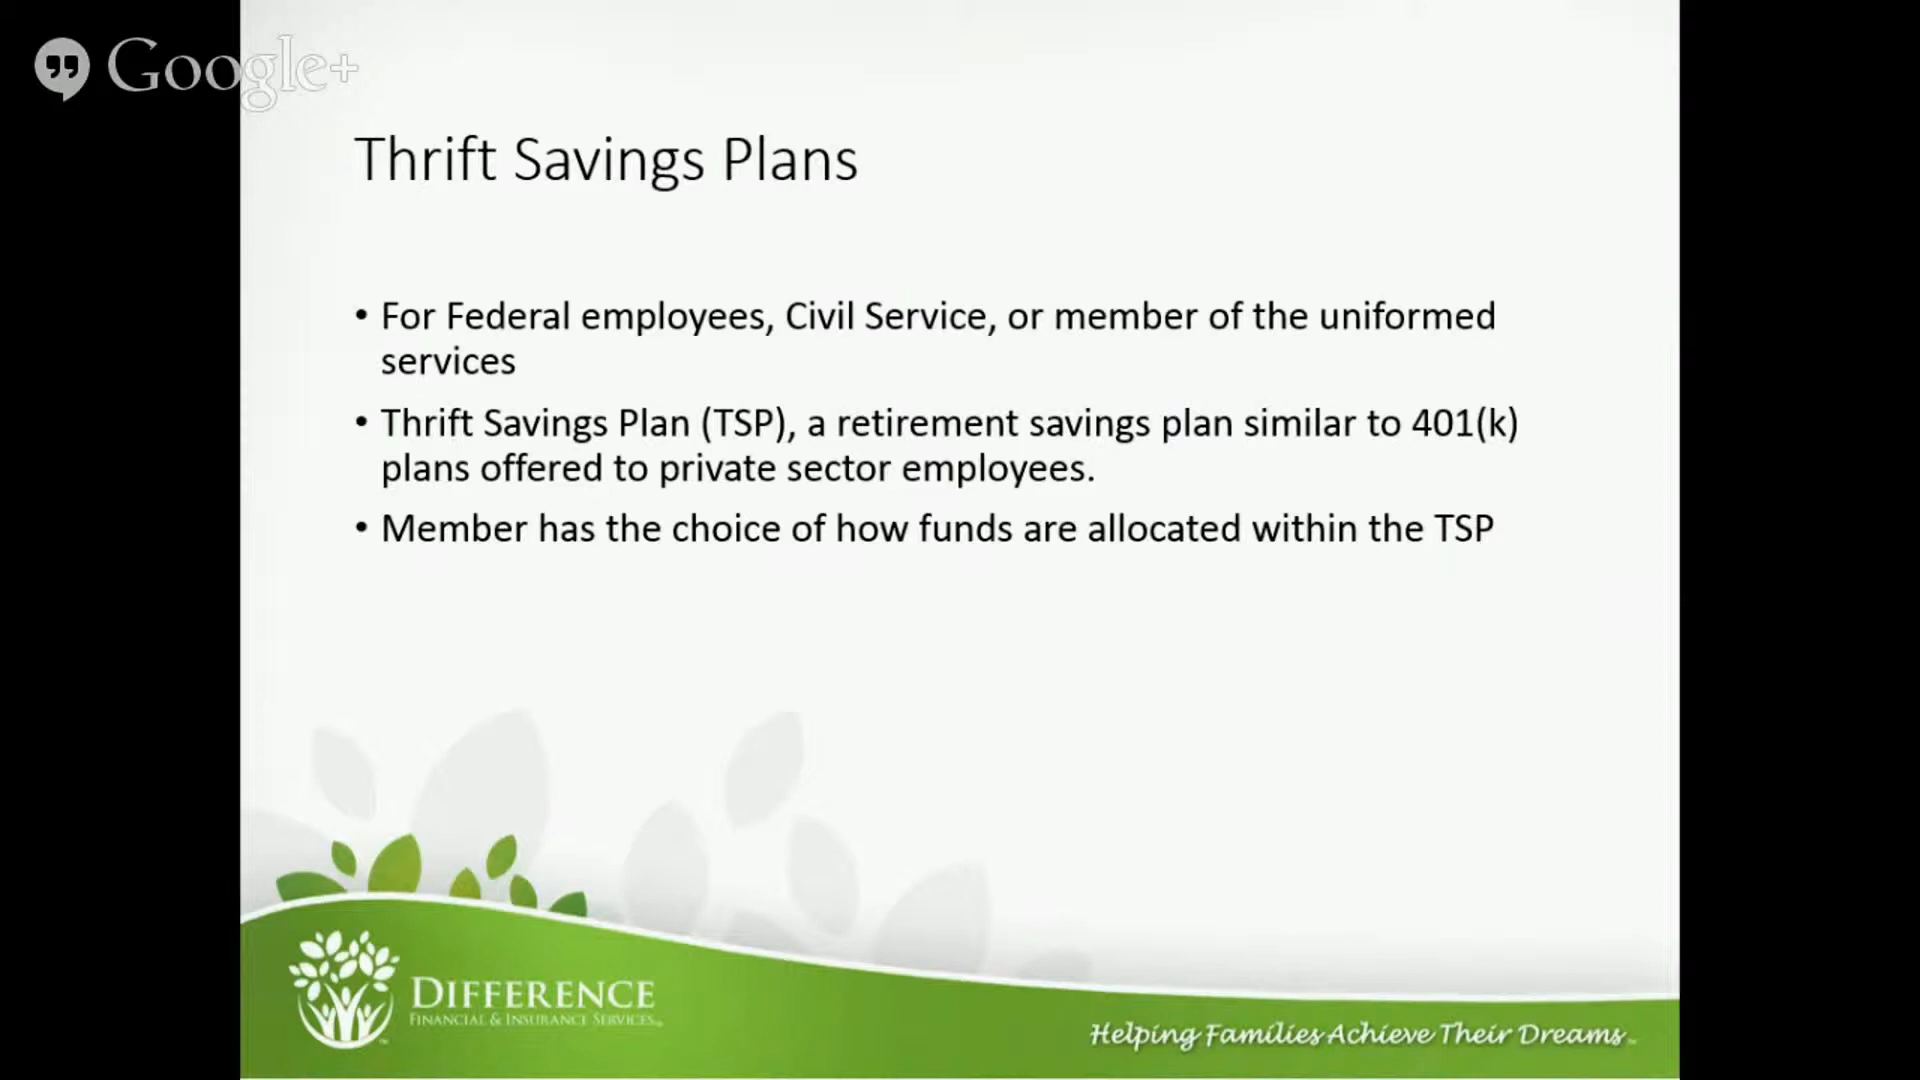 Google+
Thrift Savings Plans
• For Federal employees, Civil Service, or member of the uniformed
services
• Thrift Savings Plan (TSP), a retirement savings plan similar to 401(k)
plans offered to private sector employees.
• Member has the choice of how funds are allocated within the TSP
DIFFERENCE
FINANCIAL & INSURANCE SERVICES
Helping Families Achieve Their Dreams